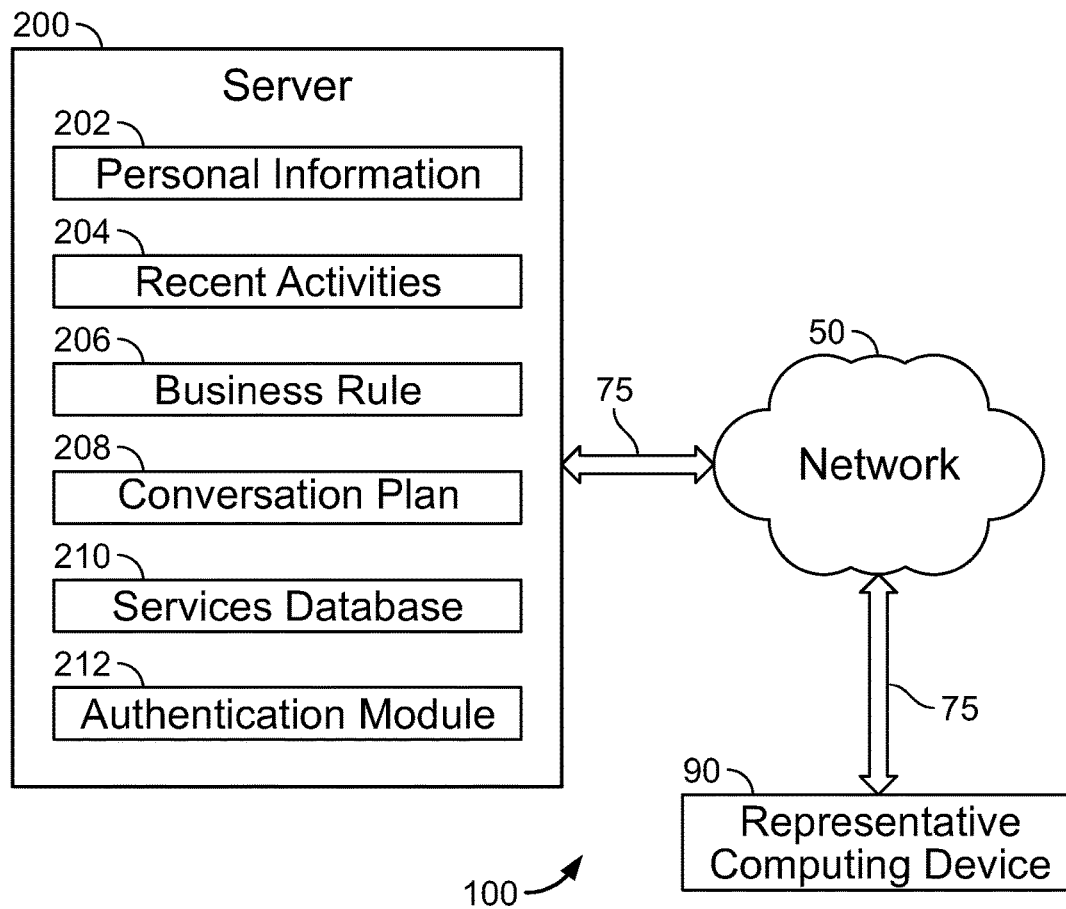 200
Server
202
Personal Information
204
Recent Activities
206
Business Rule
208
Conversation Plan
210
Services Database
212
Authentication Module
75
50
Network
75
90
Representative
Computing Device
100